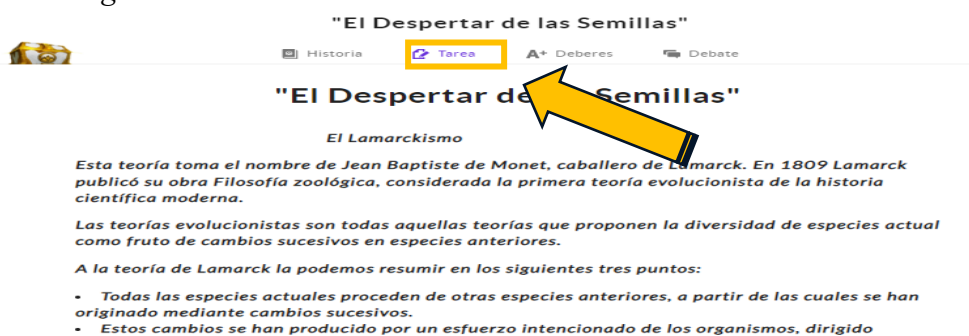 "El Despertar de las Semillas"
Historia Tarea A+ Deberes Debate
"El Despertar de Semillas"
El Lamarckismo
Esta teoría toma el nombre de Jean Baptiste de Monet, caballero de Lamarck. En 1809 Lamarck
publicó su obra Filosofía zoológica, considerada la primera teoría evolucionista de la historia
científica moderna.
Las teorías evolucionistas son todas aquellas teorías que proponen la diversidad de especies actual
como fruto de cambios sucesivos en especies anteriores.
A la teoría de Lamarck la podemos resumir en los siguientes tres puntos:
• Todas las especies actuales proceden de otras especies anteriores, a partir de las cuales se han
originado mediante cambios sucesivos.
• Estos cambios se han producido por un esfuerzo intencionado de los organismos, dirigido